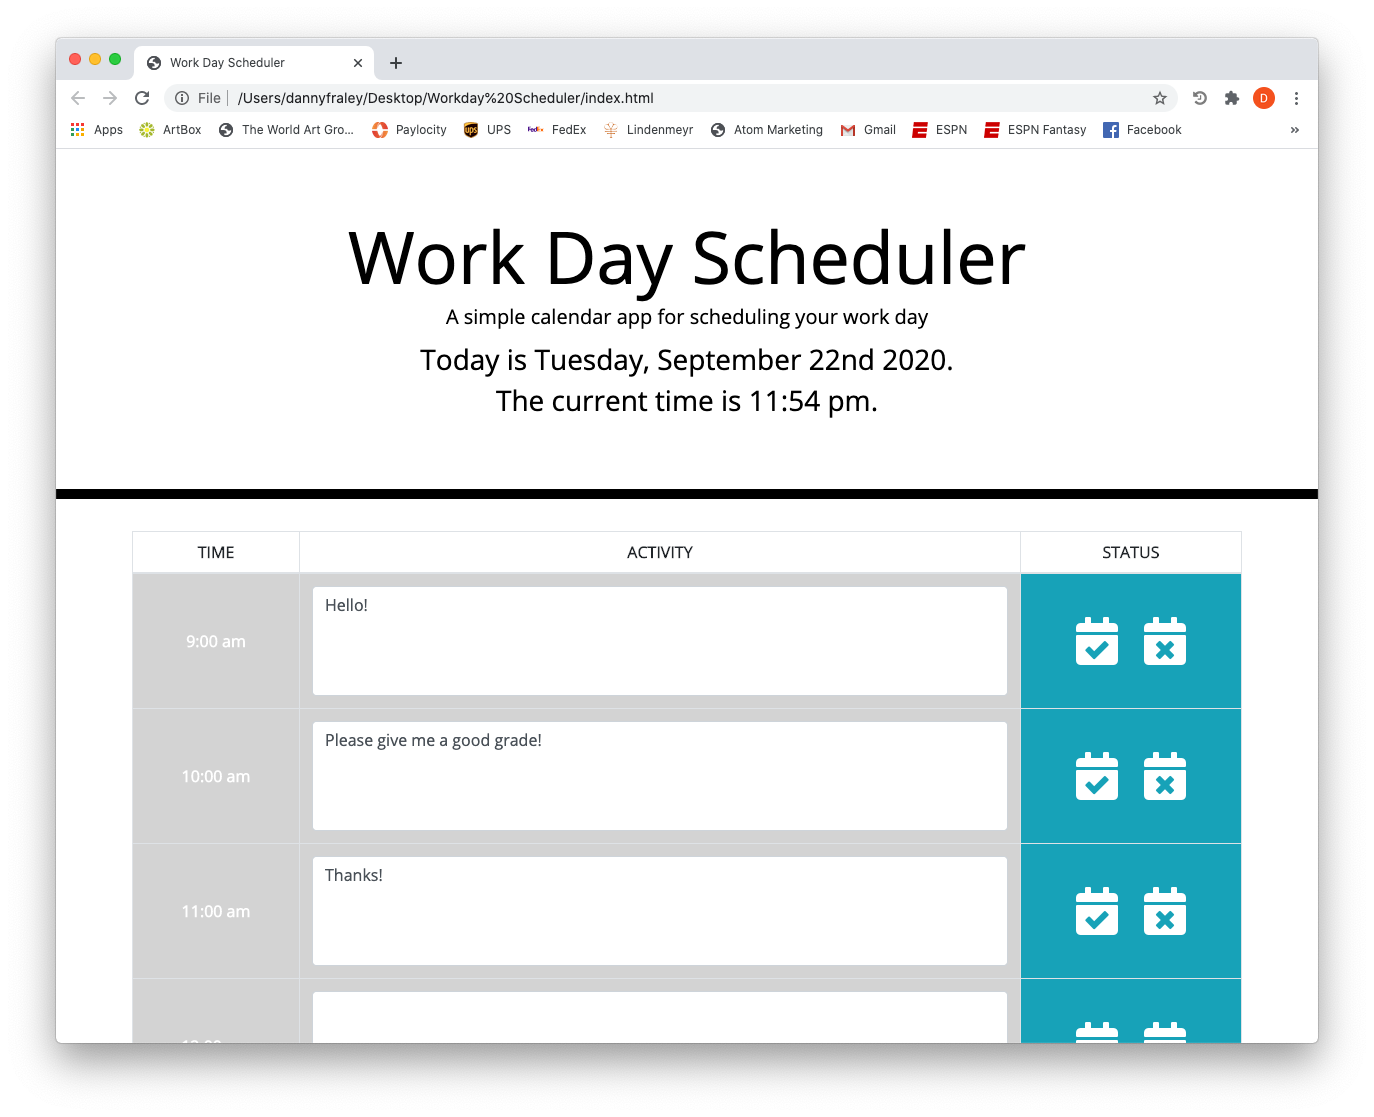 Work Day Scheduler
File | /Users/dannyfraley/Desktop/Workday%20Scheduler/index.html
D
Apps ArtBox The World Art Gro... Paylocity UPS FedEx Lindenmeyr Atom Marketing Gmail ESPN ESPN Fantasy Facebook »
Work Day Scheduler
A simple calendar app for scheduling your work day
Today is Tuesday, September 22nd 2020.
The current time is 11:54 pm.
TIME ACTIVITY STATUS
9:00 am Hello!
10:00 am Please give me a good grade!
11:00 am Thanks!